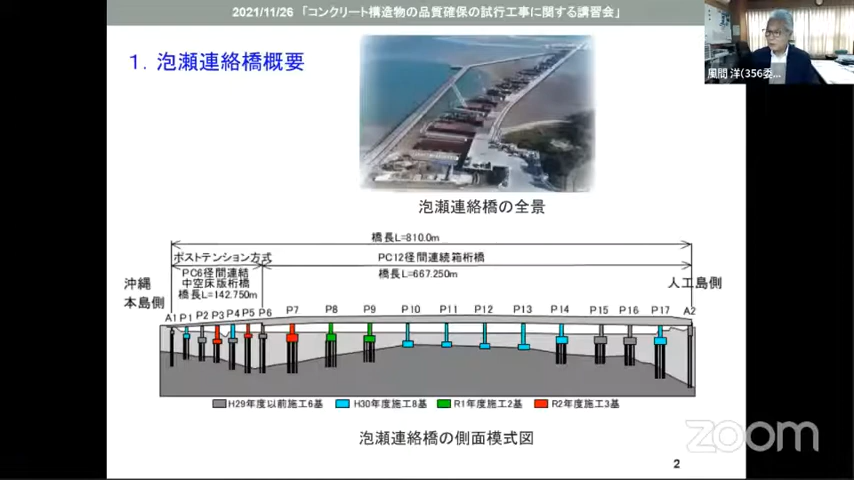 2021/11/26 「コンクリート構造物の品質確保の試行工事に関する講習会」
風間 洋(356委...
1．泡瀬連絡橋概要
泡瀬連絡橋の全景
橋長L=810.0m
ポストテンション方式
PC6径間連結
中空床版桁橋
橋長L=142.750m
PC12径間連続箱桁橋
橋長L=667.250m
沖縄
本島側
人工島側
A1 P1 P2 P3 P4 P5 P6 P7 P8 P9 P10 P11 P12 P13 P14 P15 P16 P17 A2
H29年度以前施工6基 H30年度施工8基 R1年度施工2基 R2年度施工3基
泡瀬連絡橋の側面模式図
zoom
2